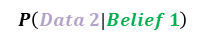 P(Data 2|Belief 1)